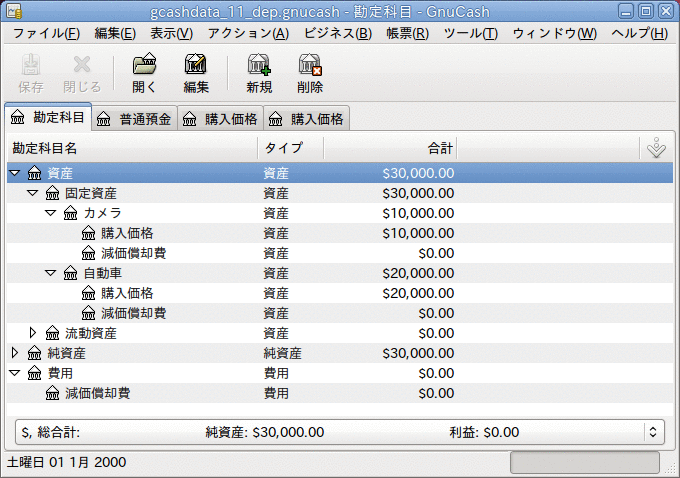 gcashdata_11_dep.gnucash - 勘定科目 - GnuCash
ファイル(F) 編集(E) 表示(V) アクション(A) ビジネス(B) 帳票(R) ツール(T) ウィンドウ(W) ヘルプ(H)
保存 閉じる 開く 編集 新規 削除
勘定科目 普通預金 購入価格 購入価格
勘定科目名 タイプ 合計
資産 資産 $30,000.00
固定資産 資産 $30,000.00
カメラ 資産 $10,000.00
購入価格 資産 $10,000.00
減価償却費 資産 $0.00
自動車 資産 $20,000.00
購入価格 資産 $20,000.00
減価償却費 資産 $0.00
流動資産 資産 $0.00
純資産 純資産 $30,000.00
費用 費用 $0.00
減価償却費 費用 $0.00
$, 総合計: 純資産: $30,000.00 利益: $0.00
土曜日 01 1月 2000